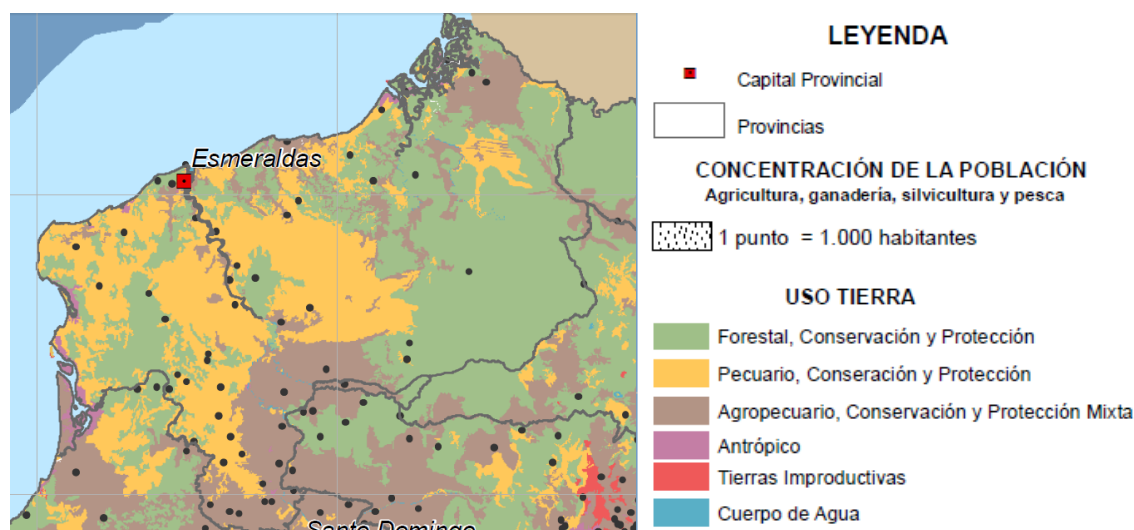 Esmeraldas
Santo Domingo
LEYENDA
Capital Provincial
Provincias
CONCENTRACIÓN DE LA POBLACIÓN
Agricultura, ganadería, silvicultura y pesca
1 punto = 1.000 habitantes
USO TIERRA
Forestal, Conservación y Protección
Pecuario, Conseración y Protección
Agropecuario, Conservación y Protección Mixta
Antrópico
Tierras Improductivas
Cuerpo de Agua